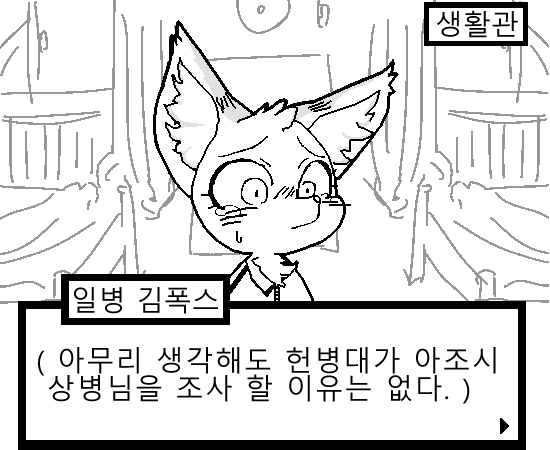 생활관
일병 김폭스
( 아무리 생각해도 헌병대가 아조시
상병님을 조사 할 이유는 없다. )